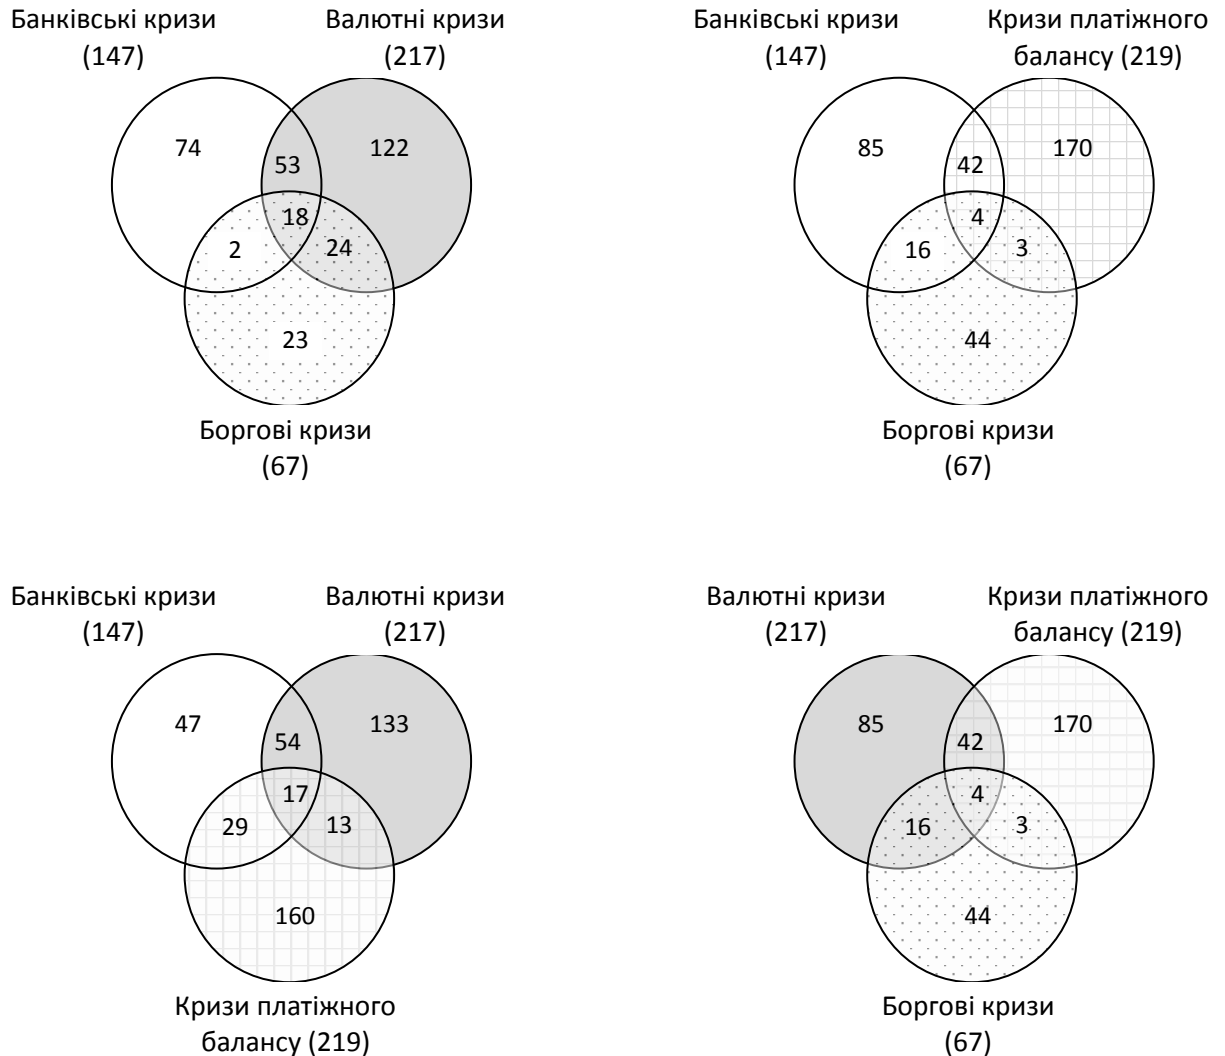 Банківські кризи
(147)
Валютні кризи
(217)
74
53
122
18
2
24
23
Боргові кризи
(67)
Банківські кризи
(147)
Кризи платіжного
балансу (219)
85
42
170
4
16
3
44
Боргові кризи
(67)
Банківські кризи
(147)
Валютні кризи
(217)
47
54
133
17
29
13
160
Кризи платіжного
балансу (219)
Валютні кризи
(217)
Кризи платіжного
балансу (219)
85
42
170
4
16
3
44
Боргові кризи
(67)